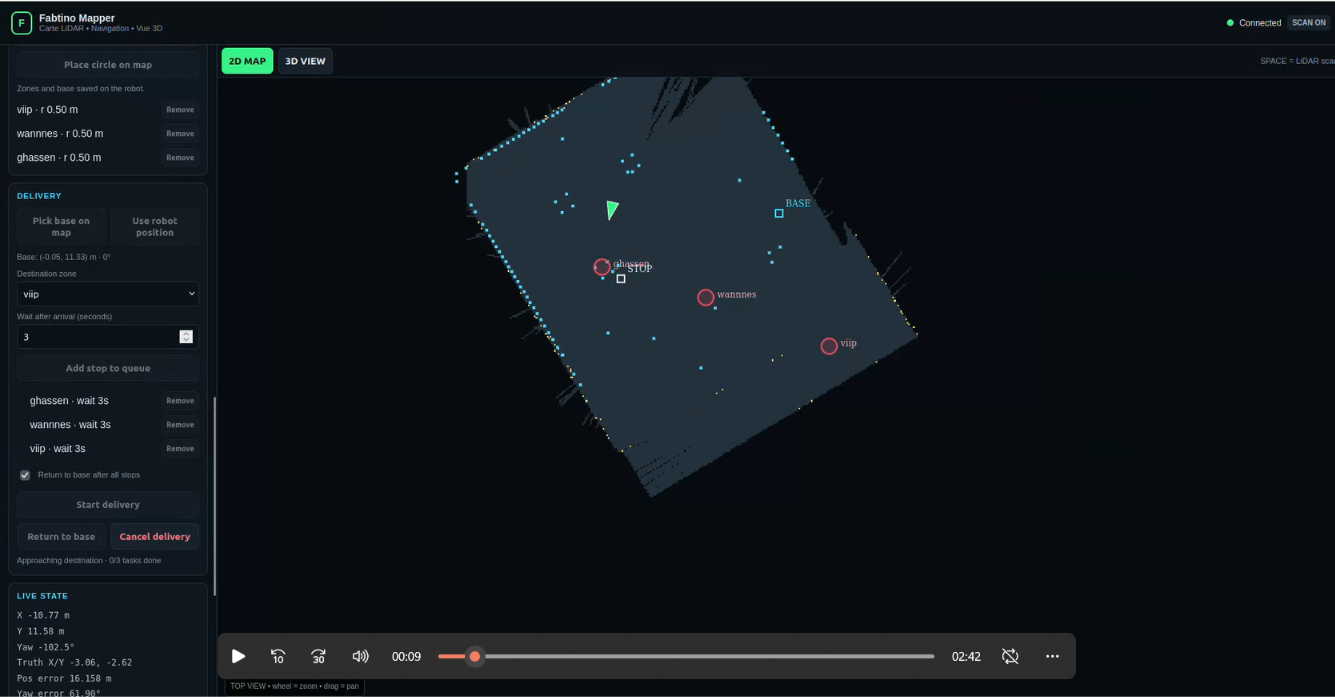 F
Fabtino Mapper
Carte LiDAR • Navigation • Vue 3D
Connected
SCAN ON
2D MAP
3D VIEW
SPACE = LiDAR scan
Place circle on map
Zones and base saved on the robot.
viip · r 0.50 m
Remove
wannnes · r 0.50 m
Remove
ghassen · r 0.50 m
Remove
DELIVERY
Pick base on
map
Use robot
position
Base: (-0.05, 11.33) m · 0°
Destination zone
viip
Wait after arrival (seconds)
3
Add stop to queue
ghassen · wait 3s
Remove
wannnes · wait 3s
Remove
viip · wait 3s
Remove
Return to base after all stops
Start delivery
Return to base
Cancel delivery
Approaching destination · 0/3 tasks done
LIVE STATE
X -10.77 m
Y 11.58 m
Yaw -102.5°
Truth X/Y -3.06, -2.62
Pos error 16.158 m
Yaw error 61.90°
BASE
ghassen
STOP
wannnes
viip
10
30
00:09
02:42
TOP VIEW • wheel = zoom • drag = pan